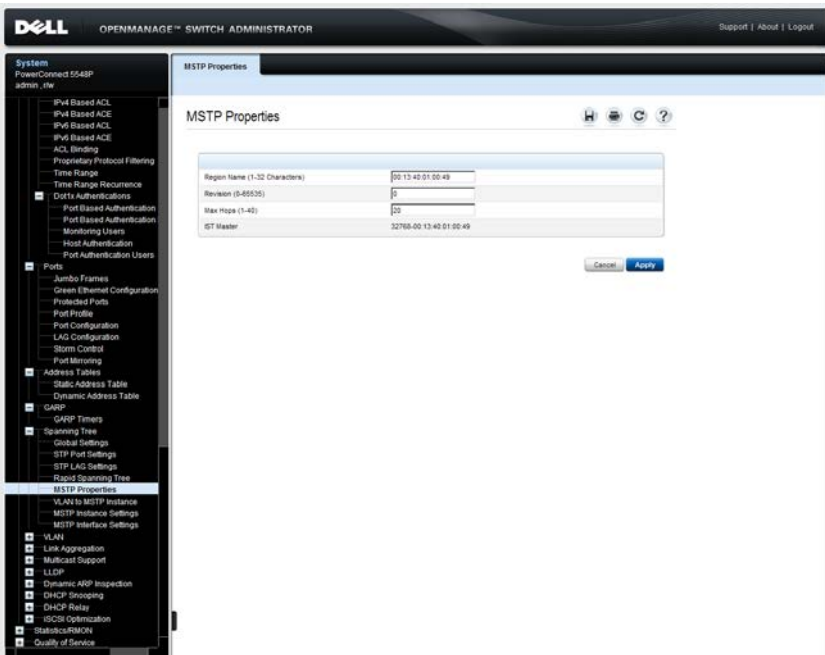 DELL OPENMANAGE™ SWITCH ADMINISTRATOR
Support | About | Logout
System
PowerConnect 5548P
admin , r/w
IPv4 Based ACL
IPv4 Based ACE
IPv6 Based ACL
IPv6 Based ACE
ACL Binding
Proprietary Protocol Filtering
Time Range
Time Range Recurrence
Dot1x Authentications
Port Based Authentication
Port Based Authentication
Monitoring Users
Host Authentication
Port Authentication Users
Ports
Jumbo Frames
Green Ethernet Configuration
Protected Ports
Port Profile
Port Configuration
LAG Configuration
Storm Control
Port Mirroring
Address Tables
Static Address Table
Dynamic Address Table
GARP
GARP Timers
Spanning Tree
Global Settings
STP Port Settings
STP LAG Settings
Rapid Spanning Tree
MSTP Properties
VLAN to MSTP Instance
MSTP Instance Settings
MSTP Interface Settings
VLAN
Link Aggregation
Multicast Support
LLDP
Dynamic ARP Inspection
DHCP Snooping
DHCP Relay
iSCSI Optimization
Statistics/RMON
Quality of Service
MSTP Properties
MSTP Properties
?
Region Name (1-32 Characters) 00:13:40:01:00:49
Revision (0-65535) 0
Max Hops (1-40) 20
IST Master 32768-00:13:40:01:00:49
Cancel Apply